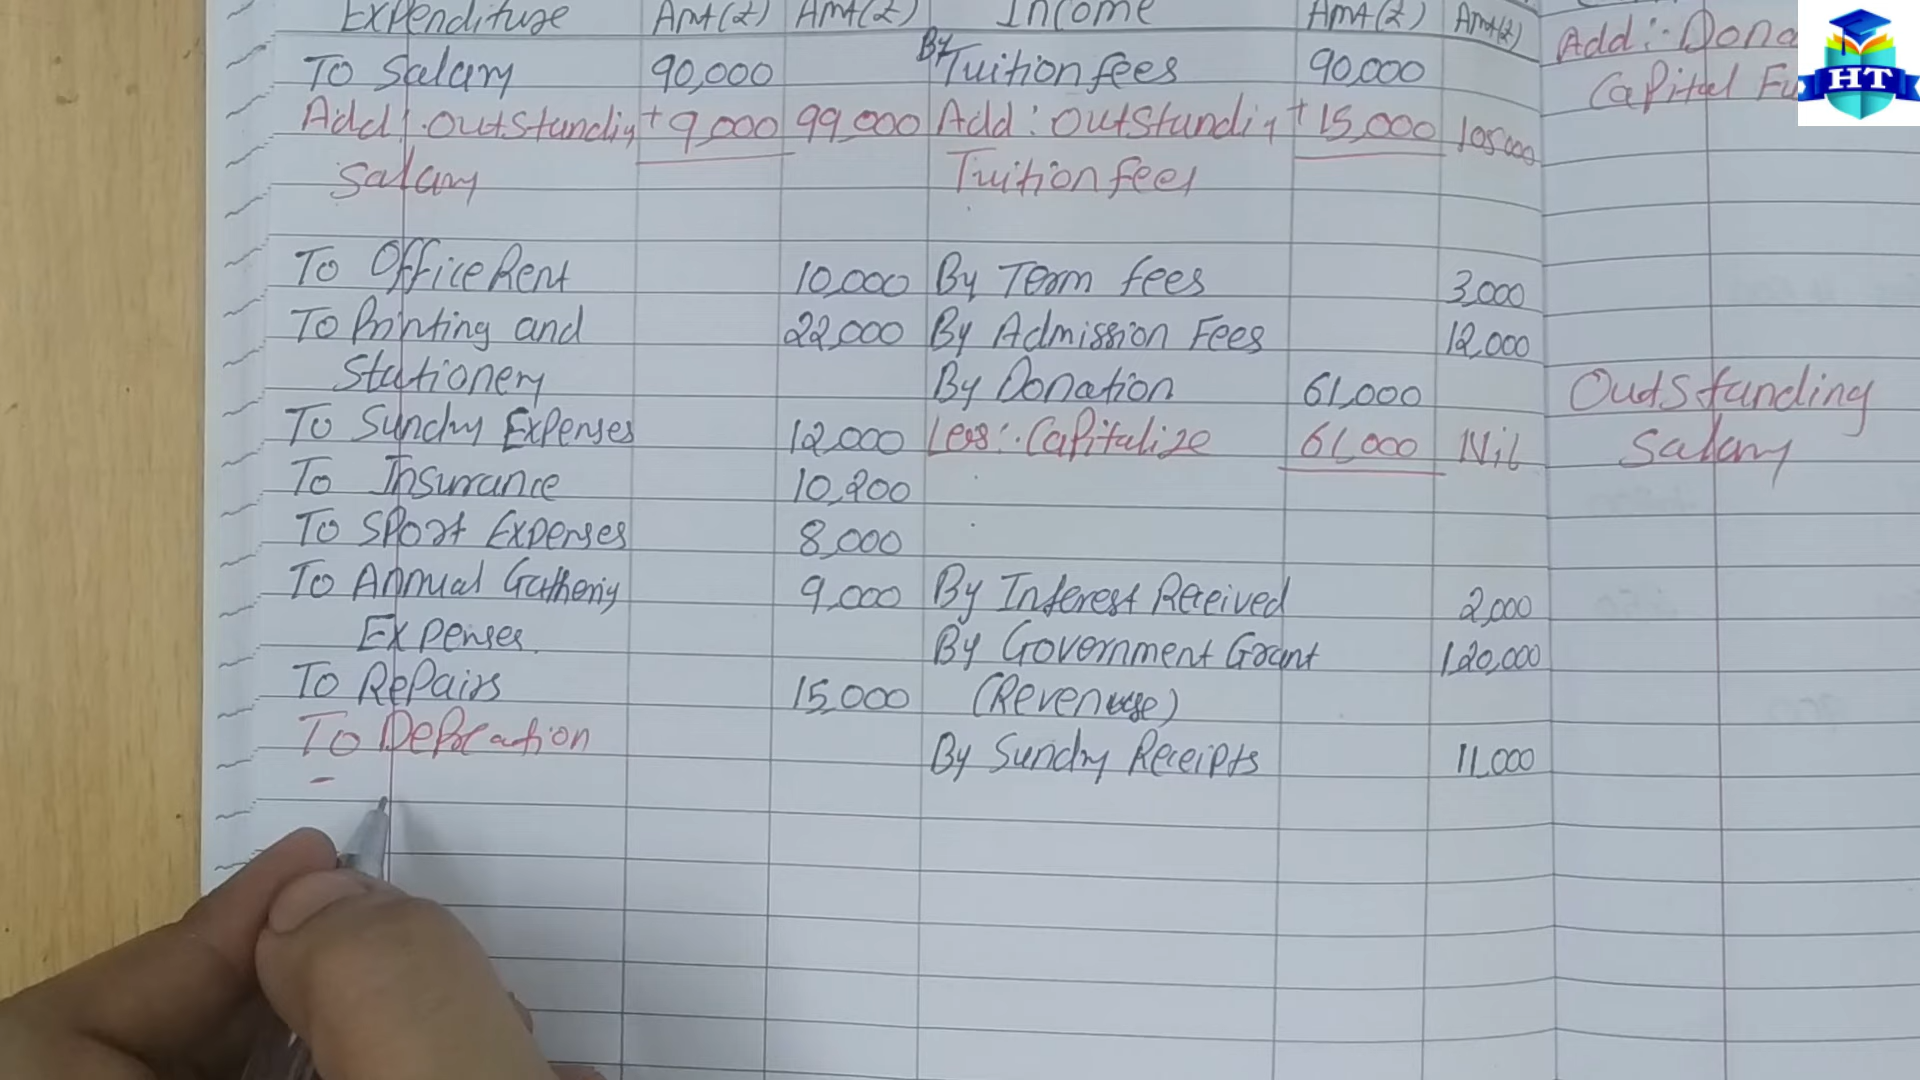 Expenditure Amt(₹) Amt(₹) Income Amt(₹) Amt(₹)
To Salary 90,000 By Tuition fees 90,000
Add: Outstanding +9,000 99,000 Add: Outstanding +15,000 105000
Salary Tuition fees
To Office Rent 10,000 By Term fees 3,000
To Printing and 22,000 By Admission Fees 12,000
Stationery By Donation 61,000
To Sundry Expenses 12,000 Less: Capitalize 61,000 Nil
To Insurance 10,200
To Sport Expenses 8,000
To Annual Gathering 9,000 By Interest Received 2,000
Expenses By Government Grant 1,20,000
To Repairs 15,000 (Revenue)
To Deprecation By Sundry Receipts 11,000
-
Add:- Dona
Capital Fu
Outstanding
Salary
HT